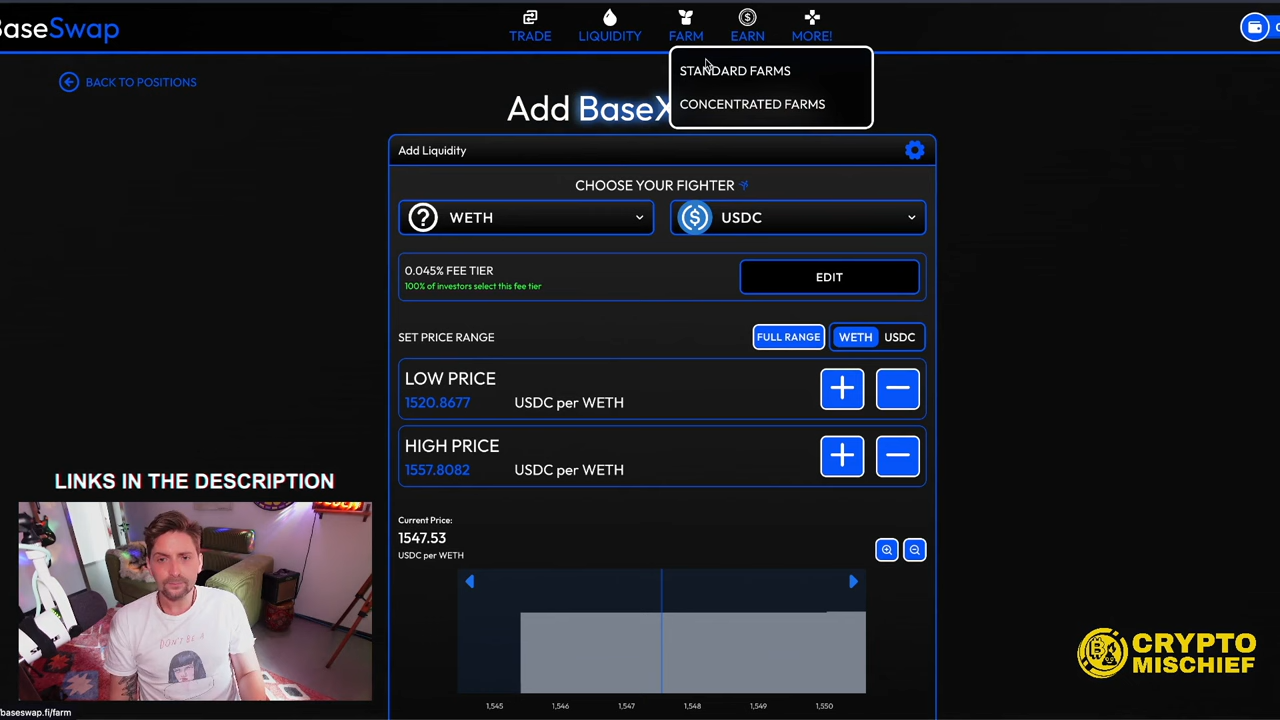 BaseSwap
TRADE
LIQUIDITY
FARM
EARN
MORE!
STANDARD FARMS
CONCENTRATED FARMS
BACK TO POSITIONS
Add BaseX
Add Liquidity
CHOOSE YOUR FIGHTER
WETH
USDC
0.045% FEE TIER
100% of investors select this fee tier
EDIT
SET PRICE RANGE
FULL RANGE
WETH
USDC
LOW PRICE
1520.8677 USDC per WETH
HIGH PRICE
1557.8082 USDC per WETH
Current Price:
1547.53
USDC per WETH
1,545 1,546 1,547 1,548 1,549 1,550
LINKS IN THE DESCRIPTION
DON'T BE A
CRYPTO
MISCHIEF
baseswap.fi/farm